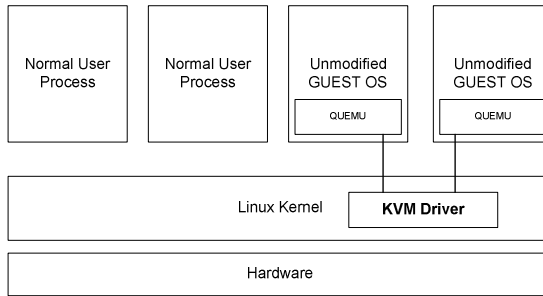 Normal User
Process
Normal User
Process
Unmodified
GUEST OS
QUEMU
Unmodified
GUEST OS
QUEMU
Linux Kernel
KVM Driver
Hardware